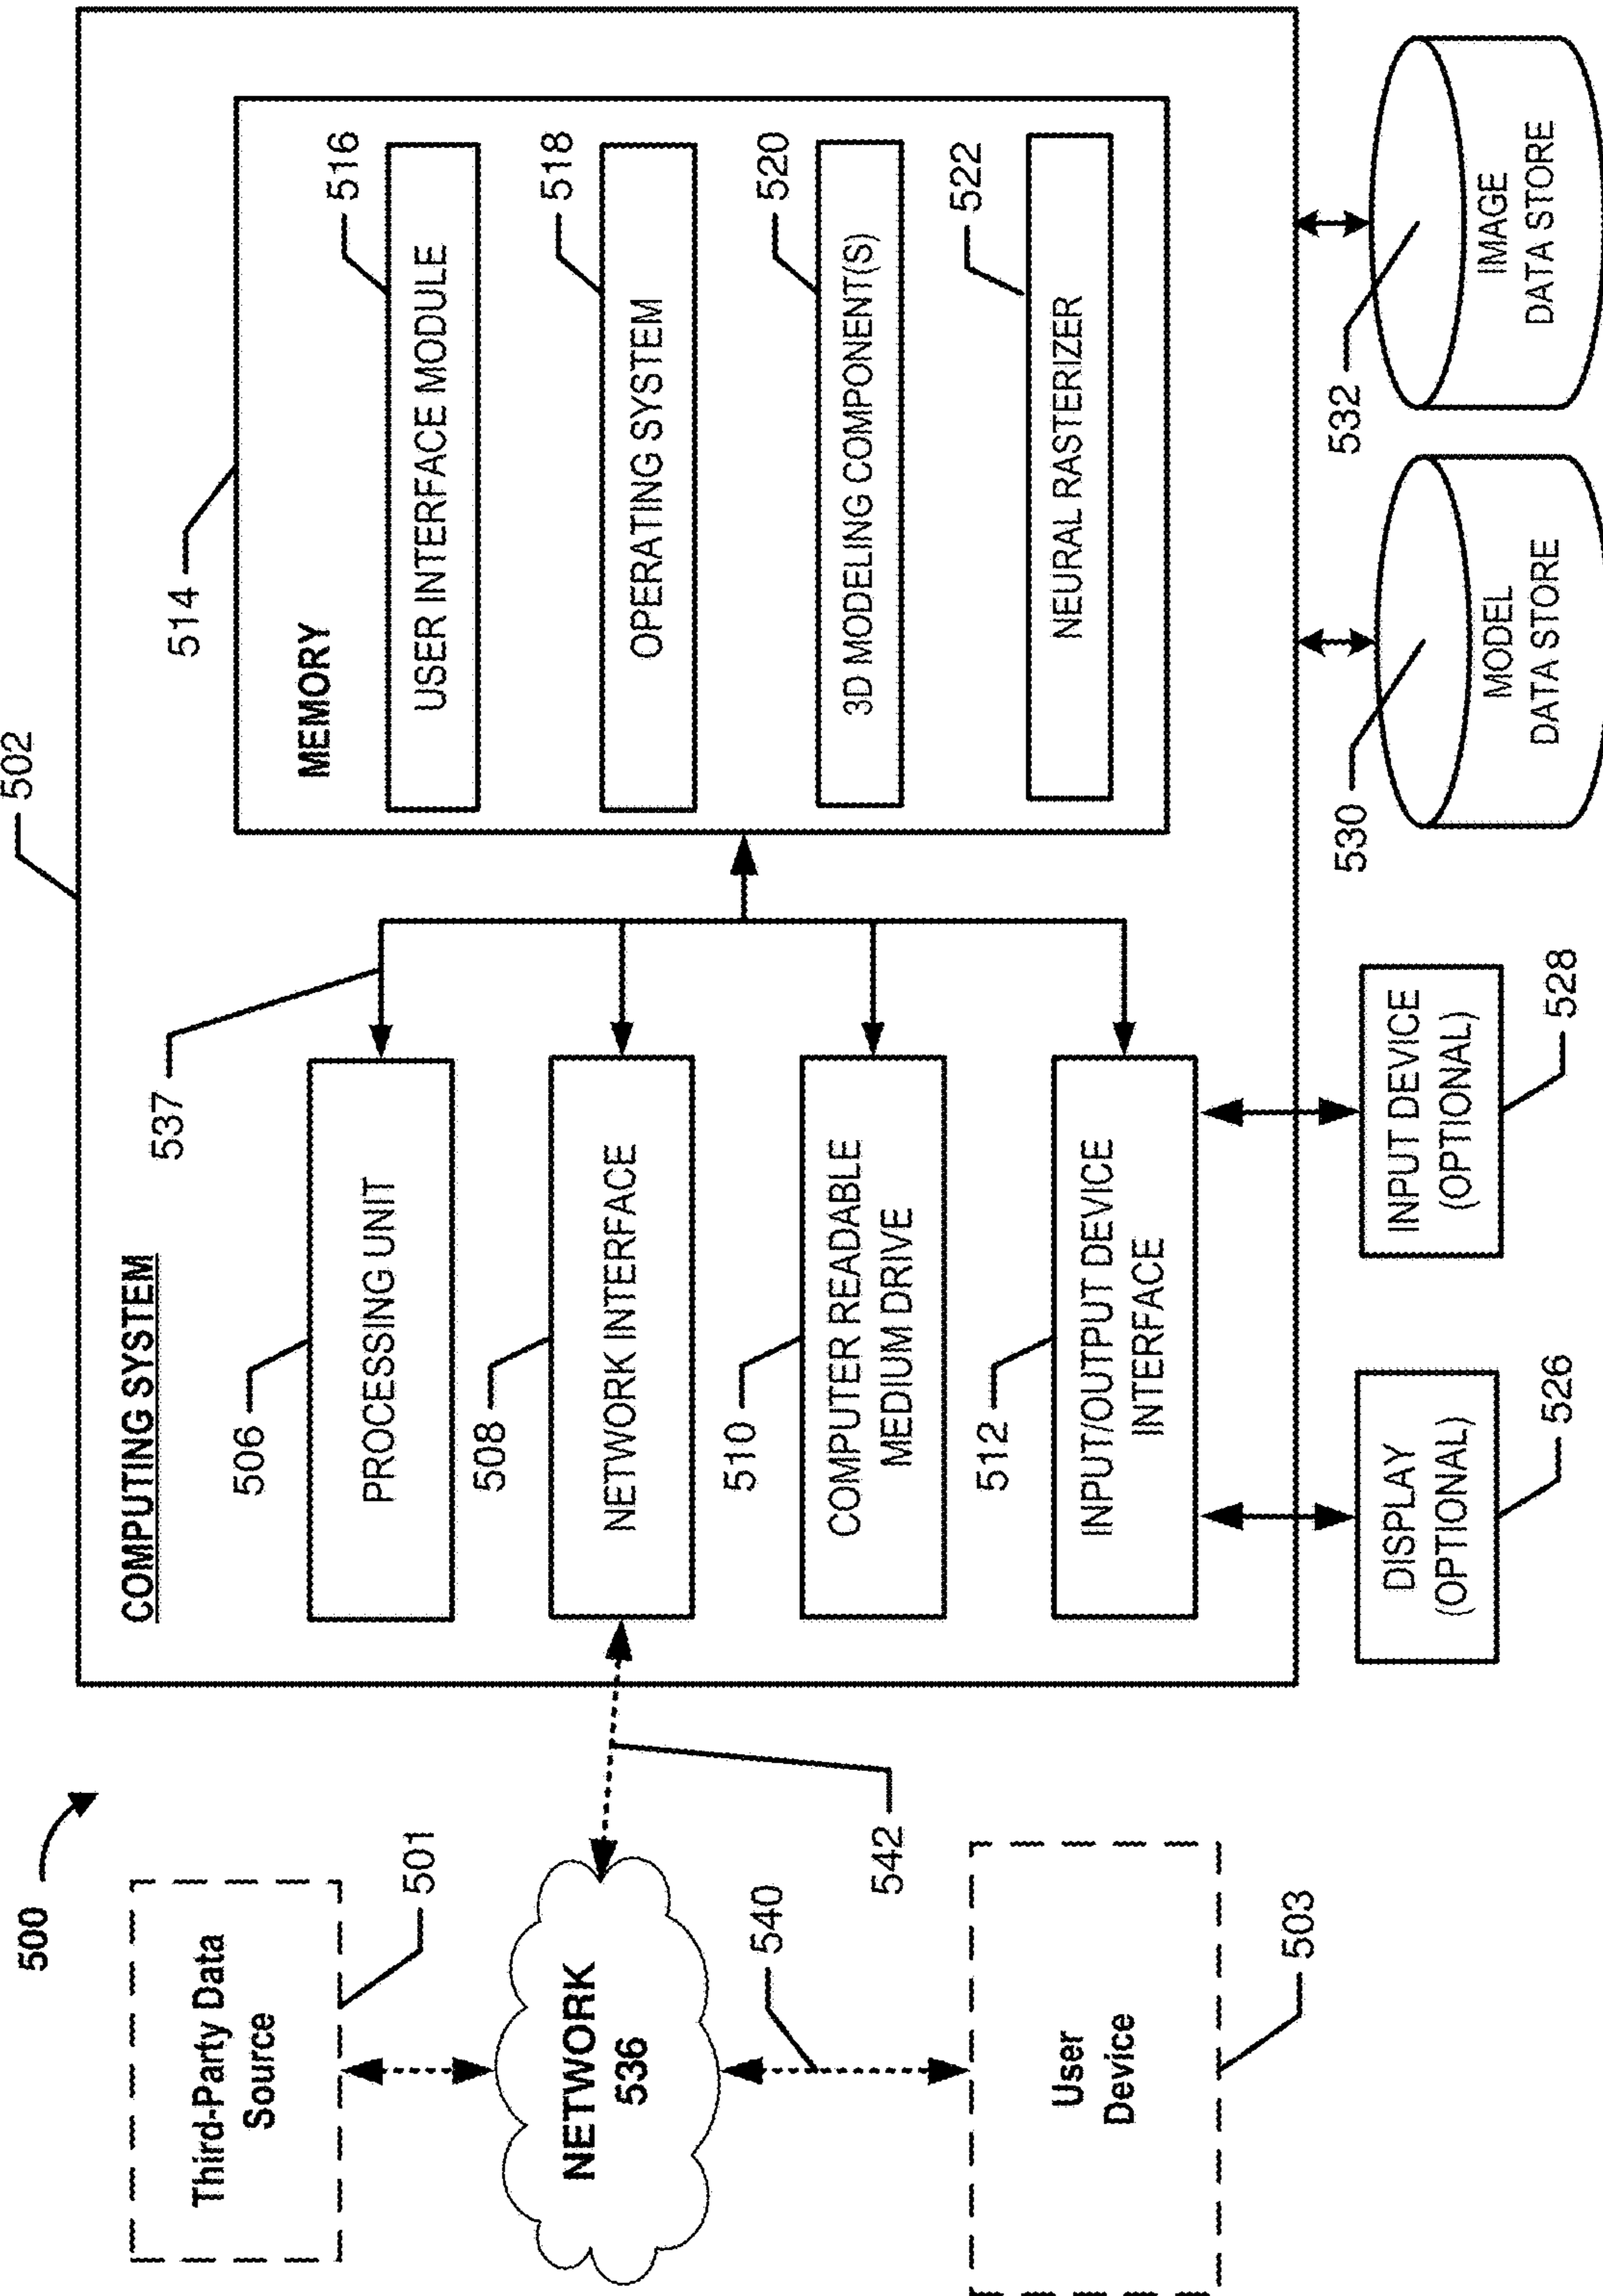 500
502
Third-Party Data
Source
501
NETWORK
536
540
542
User
Device
503
COMPUTING SYSTEM
537
506
PROCESSING UNIT
508
NETWORK INTERFACE
510
COMPUTER READABLE
MEDIUM DRIVE
512
INPUT/OUTPUT DEVICE
INTERFACE
514
MEMORY
516
USER INTERFACE MODULE
518
OPERATING SYSTEM
520
3D MODELING COMPONENT(S)
522
NEURAL RASTERIZER
DISPLAY
(OPTIONAL)
526
INPUT DEVICE
(OPTIONAL)
528
530
MODEL
DATA STORE
532
IMAGE
DATA STORE